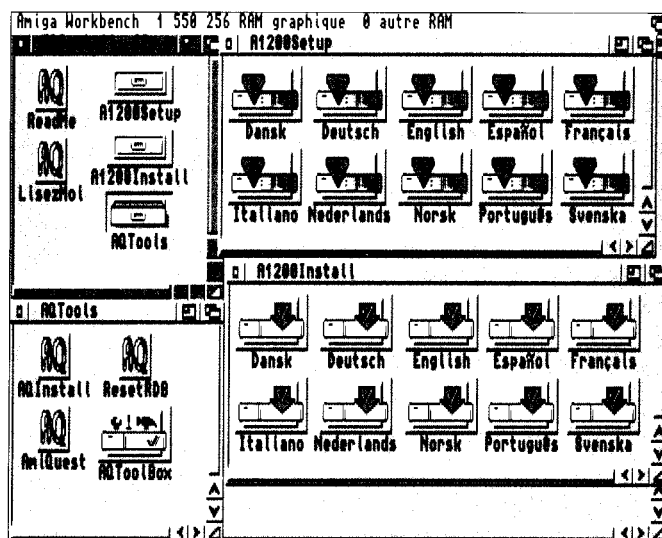 Amiga Workbench 1 550 256 RAM graphique 0 autre RAM
A1200Setup
ReadMe
A1200Setup
LisezMoi
A1200Install
AQTools
Dansk Deutsch English Español Français
Italiano Nederlands Norsk Português Svenska
A1200Install
Dansk Deutsch English Español Français
Italiano Nederlands Norsk Português Svenska
AQTools
AQInstall ResetRDB
AmiQuest AQToolBox